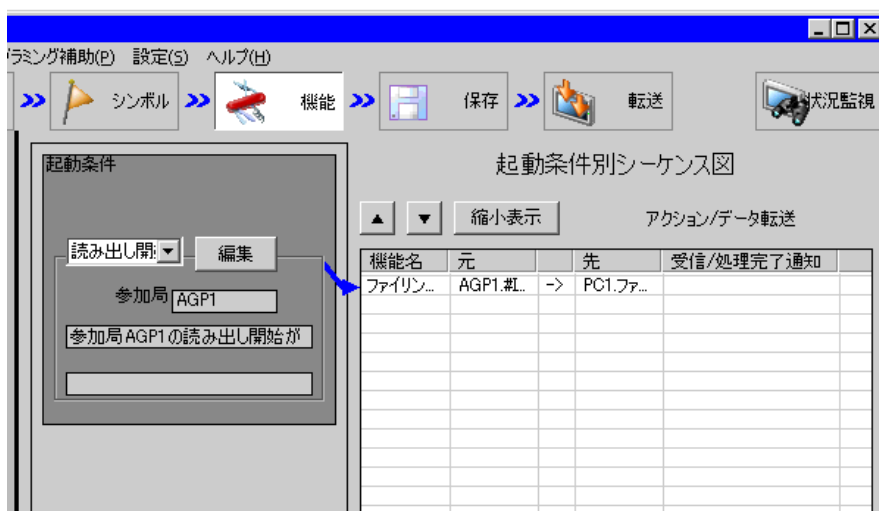 ラミング補助(P) 設定(S) ヘルプ(H)
シンボル 機能 保存 転送 状況監視
起動条件
起動条件別シーケンス図
縮小表示
アクション/データ転送
読み出し開 編集
参加局 AGP1
参加局AGP1の読み出し開始が
機能名 元 先 受信/処理完了通知
ファイリン... AGP1.#I... -> PC1.ファ...